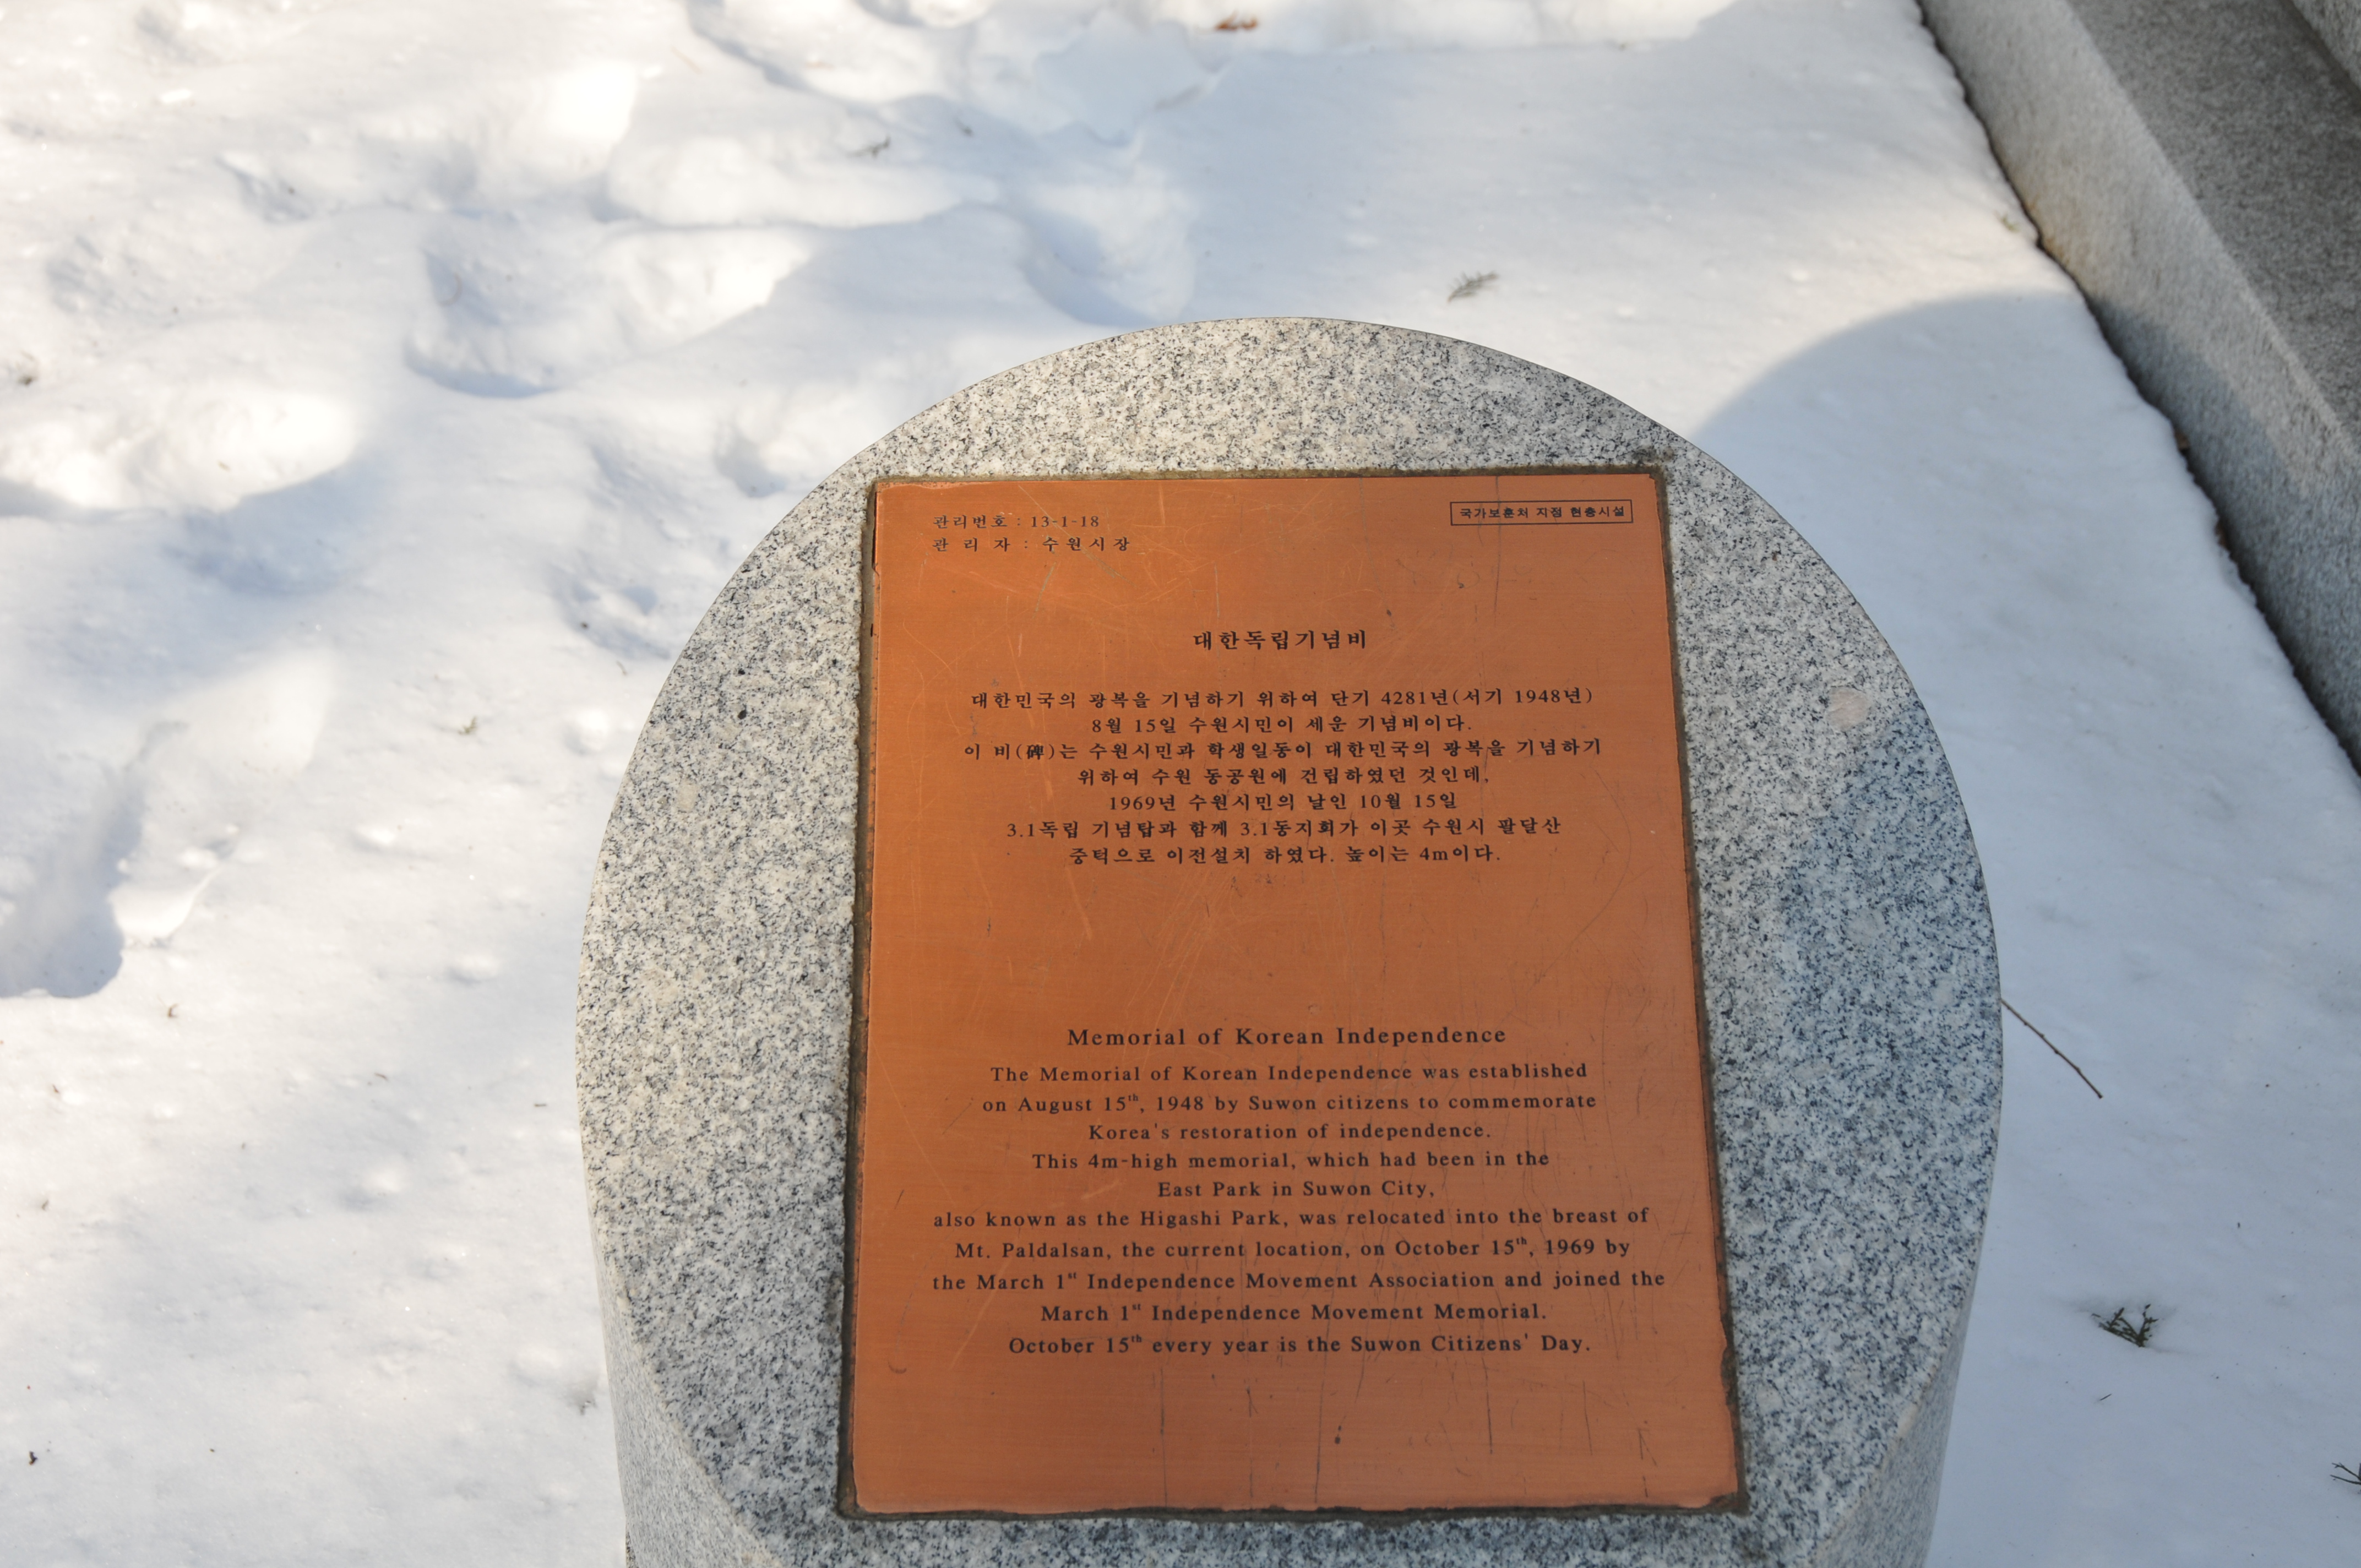 관리번호 : 13-1-18
관 리 자 : 수원시장
국가보훈처 지정 현충시설
대한독립기념비
대한민국의 광복을 기념하기 위하여 단기 4281년(서기 1948년)
8월 15일 수원시민이 세운 기념비이다.
이 비(碑)는 수원시민과 학생일동이 대한민국의 광복을 기념하기
위하여 수원 동공원에 건립하였던 것인데,
1969년 수원시민의 날인 10월 15일
3.1독립 기념탑과 함께 3.1동지회가 이곳 수원시 팔달산
중턱으로 이전설치 하였다. 높이는 4m이다.
Memorial of Korean Independence
The Memorial of Korean Independence was established
on August 15th, 1948 by Suwon citizens to commemorate
Korea's restoration of independence.
This 4m-high memorial, which had been in the
East Park in Suwon City,
also known as the Higashi Park, was relocated into the breast of
Mt. Paldalsan, the current location, on October 15th, 1969 by
the March 1st Independence Movement Association and joined the
March 1st Independence Movement Memorial.
October 15th every year is the Suwon Citizens' Day.